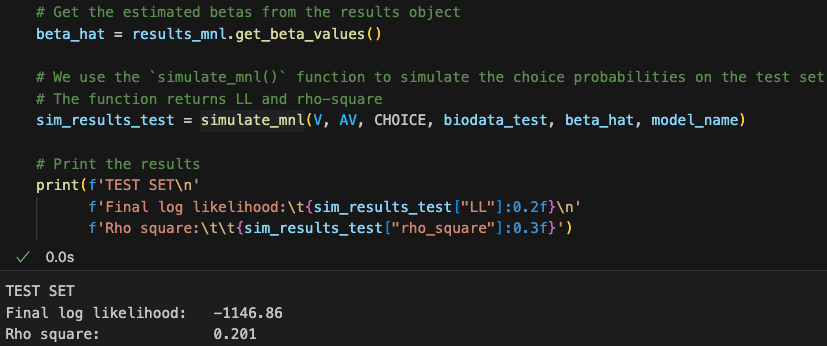 # Get the estimated betas from the results object
beta_hat = results_mnl.get_beta_values()
# We use the `simulate_mnl()` function to simulate the choice probabilities on the test set
# The function returns LL and rho-square
sim_results_test = simulate_mnl(V, AV, CHOICE, biodata_test, beta_hat, model_name)
# Print the results
print(f'TEST SET\n'
f'Final log likelihood:\t{sim_results_test["LL"]:0.2f}\n'
f'Rho square:\t\t{sim_results_test["rho_square"]:0.3f}')
✓ 0.0s
TEST SET
Final log likelihood: -1146.86
Rho square: 0.201